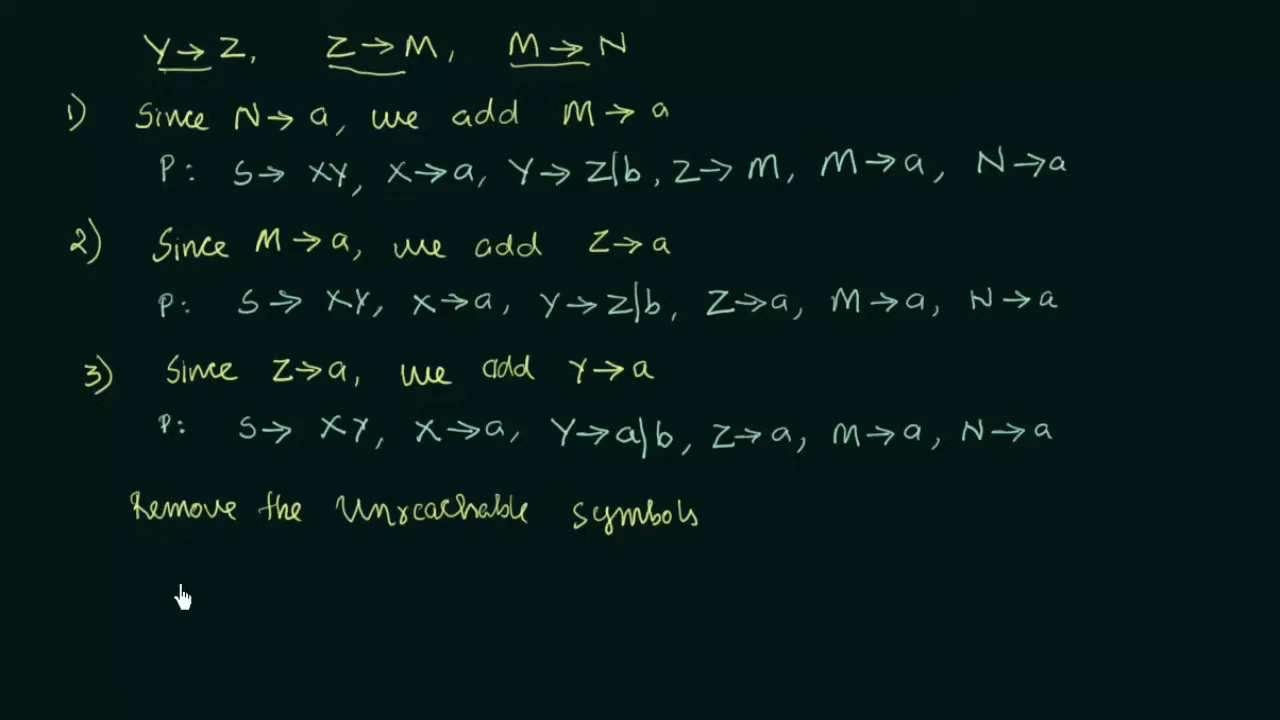 Y → Z, Z → M, M → N
1) Since N → a, we add M → a
P: S → XY, X → a, Y → Z|b, Z → M, M → a, N → a
2) Since M → a, we add Z → a
P: S → XY, X → a, Y → Z|b, Z → a, M → a, N → a
3) Since Z → a, we add Y → a
P: S → XY, X → a, Y → a|b, Z → a, M → a, N → a
Remove the Unreachable symbols